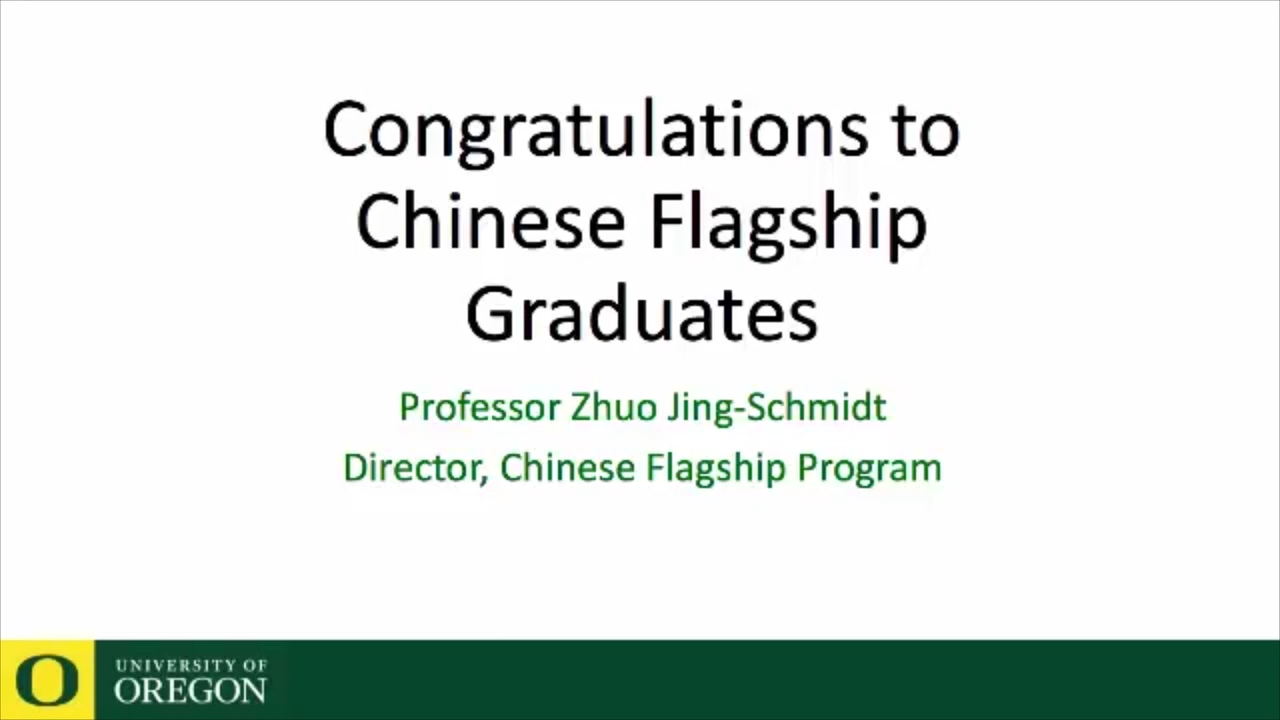 Congratulations to
Chinese Flagship
Graduates
Professor Zhuo Jing-Schmidt
Director, Chinese Flagship Program
O
UNIVERSITY OF
OREGON